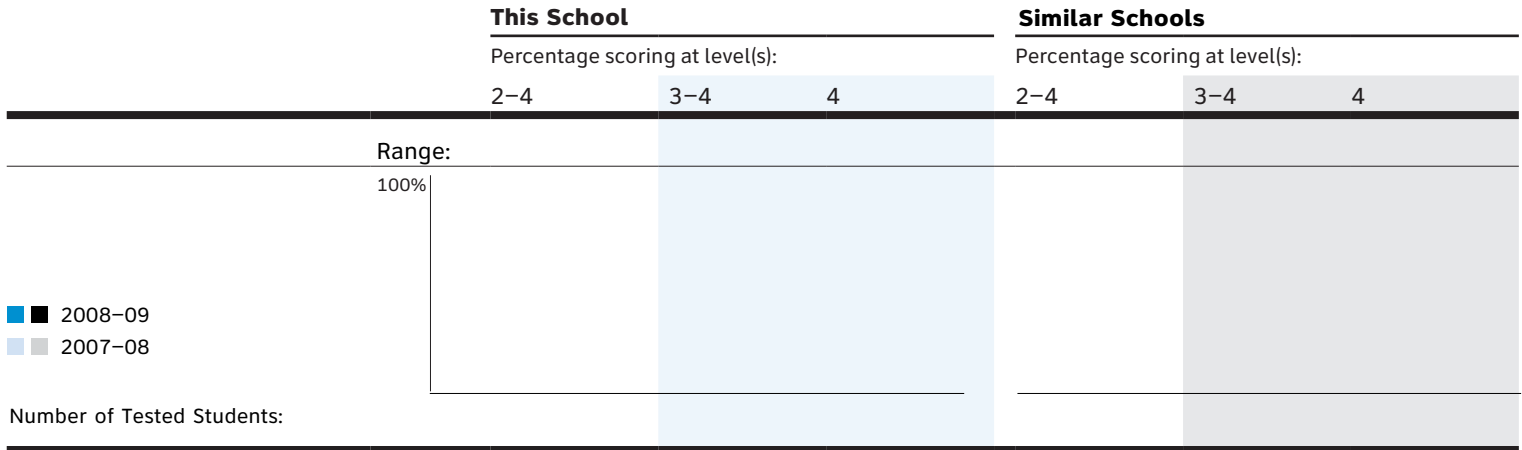 This School Similar Schools
Percentage scoring at level(s): Percentage scoring at level(s):
2–4 3–4 4 2–4 3–4 4
Range:
100%
2008–09
2007–08
Number of Tested Students: